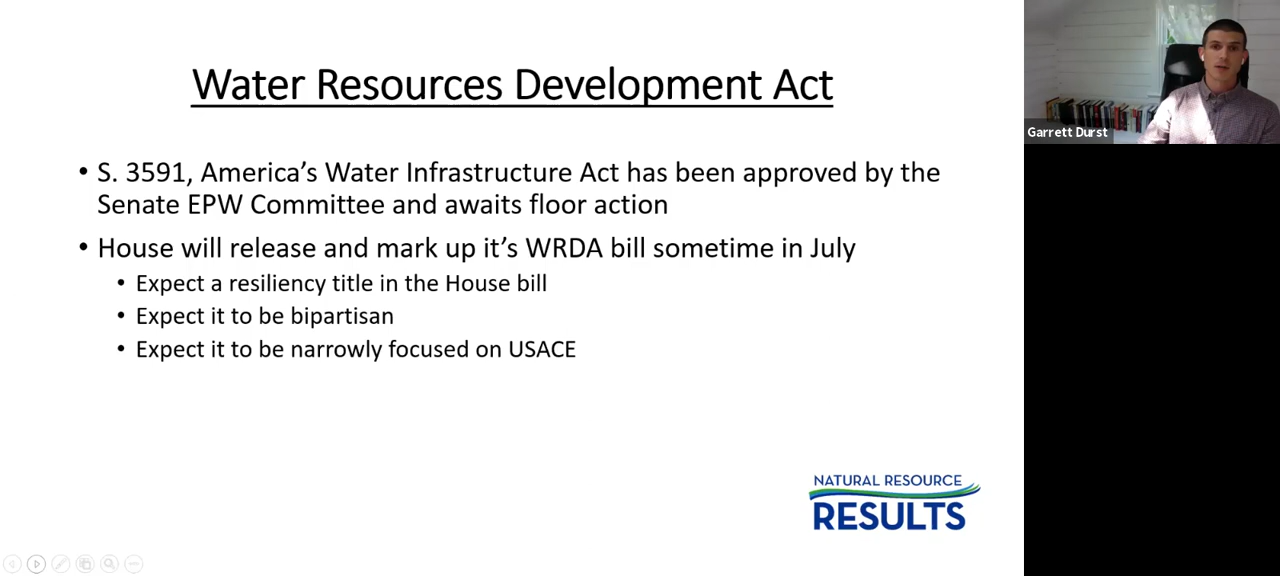 Water Resources Development Act
• S. 3591, America’s Water Infrastructure Act has been approved by the
Senate EPW Committee and awaits floor action
• House will release and mark up it’s WRDA bill sometime in July
• Expect a resiliency title in the House bill
• Expect it to be bipartisan
• Expect it to be narrowly focused on USACE
NATURAL RESOURCE
RESULTS
Garrett Durst